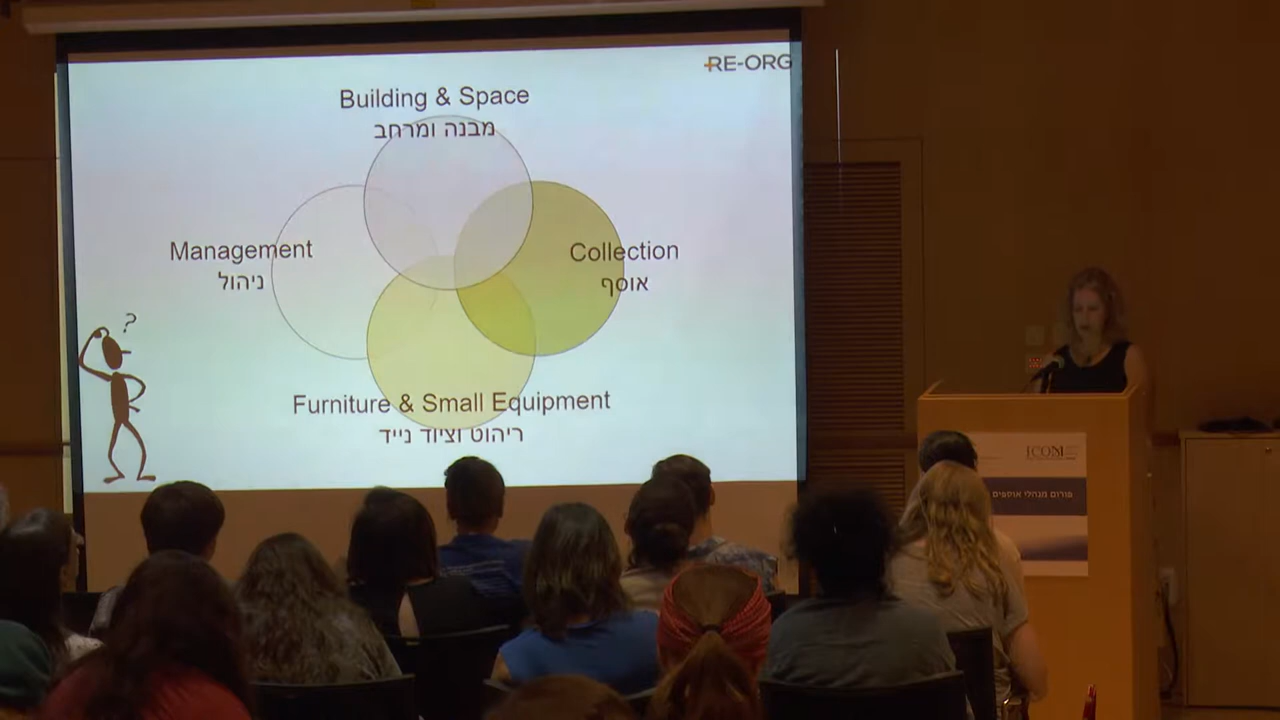 RE-ORG
Building & Space
מבנה ומרחב
Management
ניהול
Collection
אוסף
?
Furniture & Small Equipment
ריהוט וציוד נייד
ICOM
פורום מנהלי אוספים